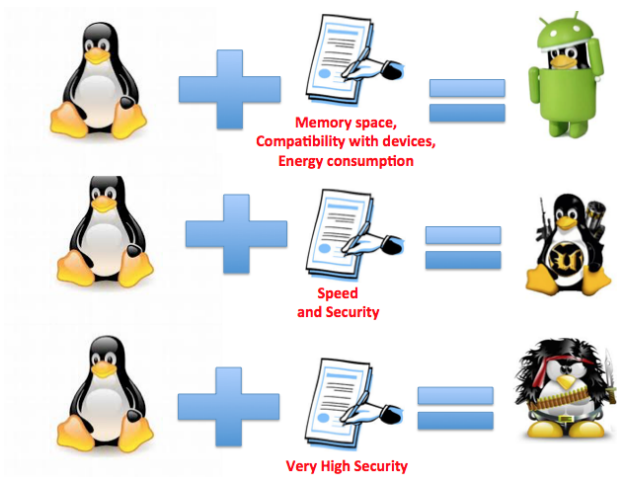 Memory space,
Compatibility with devices,
Energy consumption
Speed
and Security
Very High Security